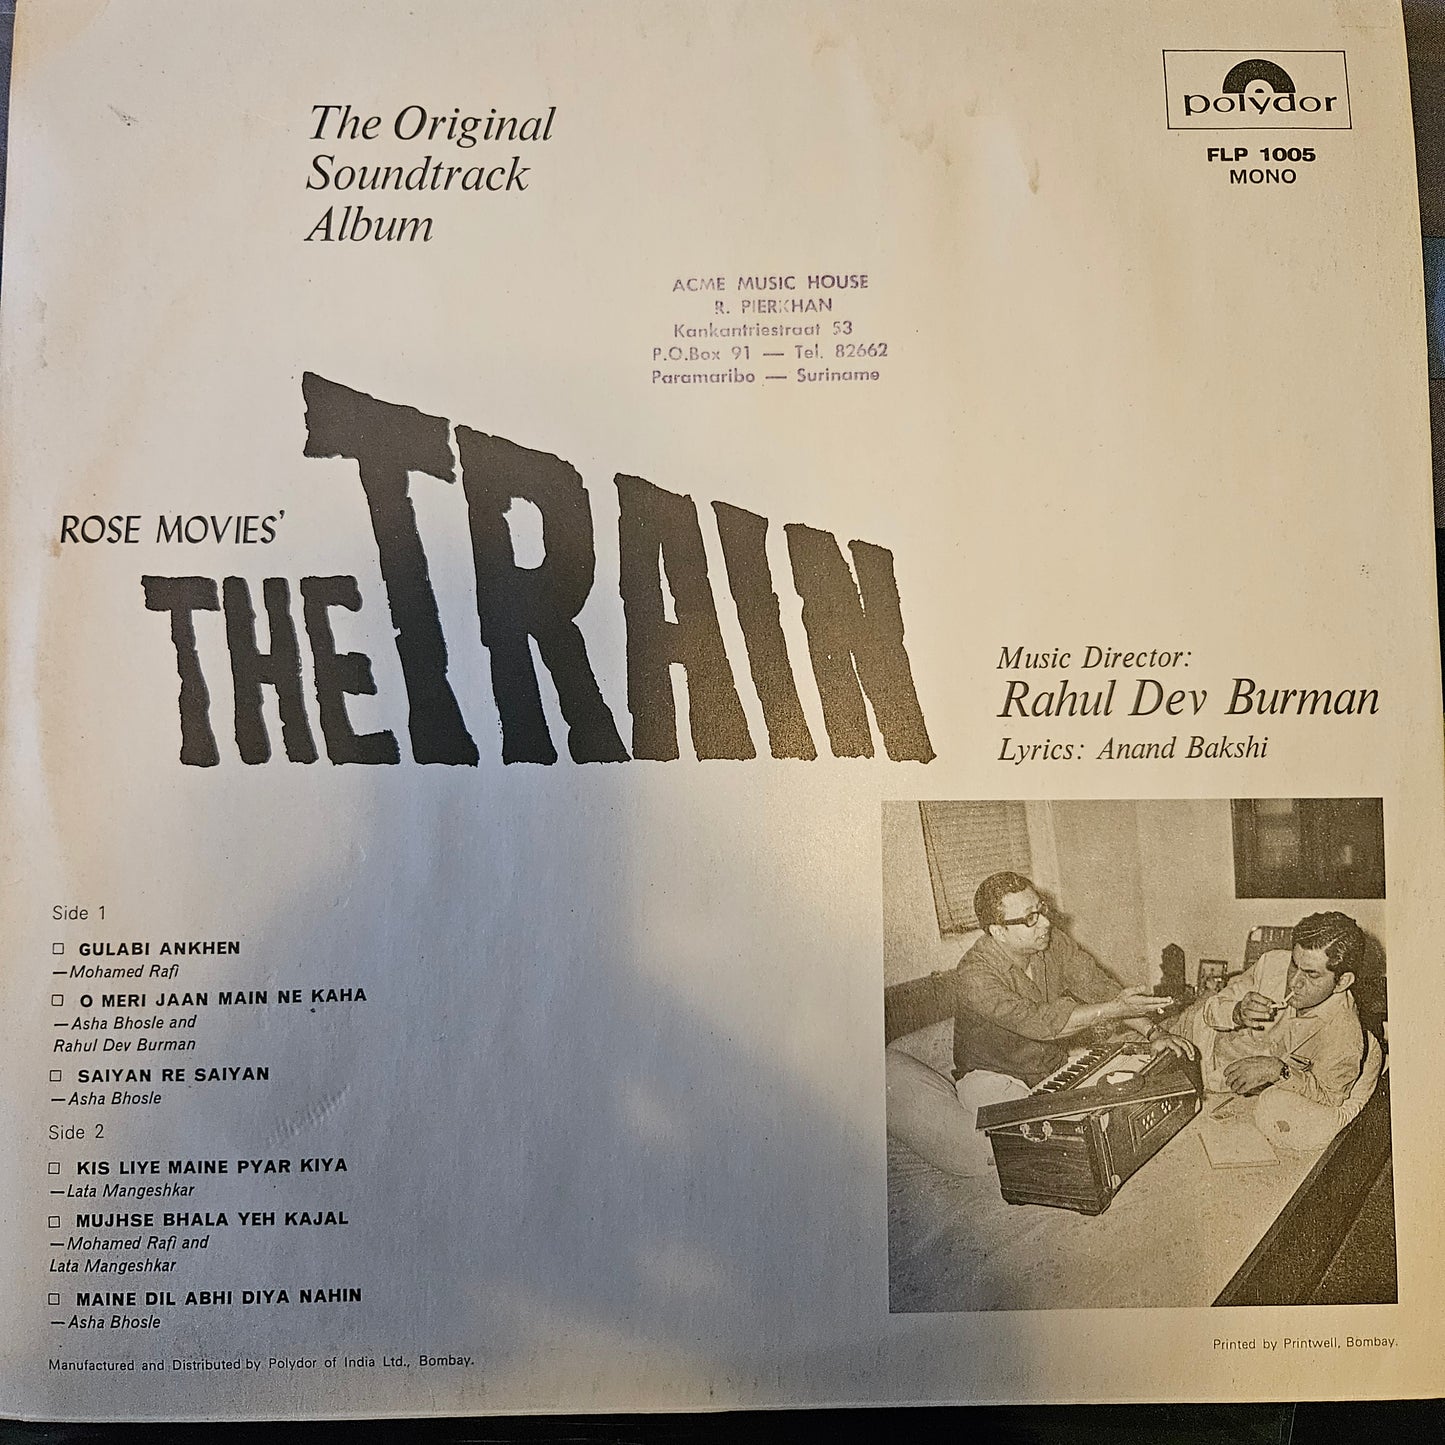 The Original
Soundtrack
Album
polydor
FLP 1005
MONO
ACME MUSIC HOUSE
R. PIERKHAN
Kankantriestraat 53
P.O.Box 91 — Tel. 82662
Paramaribo — Suriname
ROSE MOVIES'
THE TRAIN
Music Director:
Rahul Dev Burman
Lyrics: Anand Bakshi
Side 1
□ GULABI ANKHEN
—Mohamed Rafi
□ O MERI JAAN MAIN NE KAHA
—Asha Bhosle and
Rahul Dev Burman
□ SAIYAN RE SAIYAN
—Asha Bhosle
Side 2
□ KIS LIYE MAINE PYAR KIYA
—Lata Mangeshkar
□ MUJHSE BHALA YEH KAJAL
—Mohamed Rafi and
Lata Mangeshkar
□ MAINE DIL ABHI DIYA NAHIN
—Asha Bhosle
Manufactured and Distributed by Polydor of India Ltd., Bombay.
Printed by Printwell, Bombay.